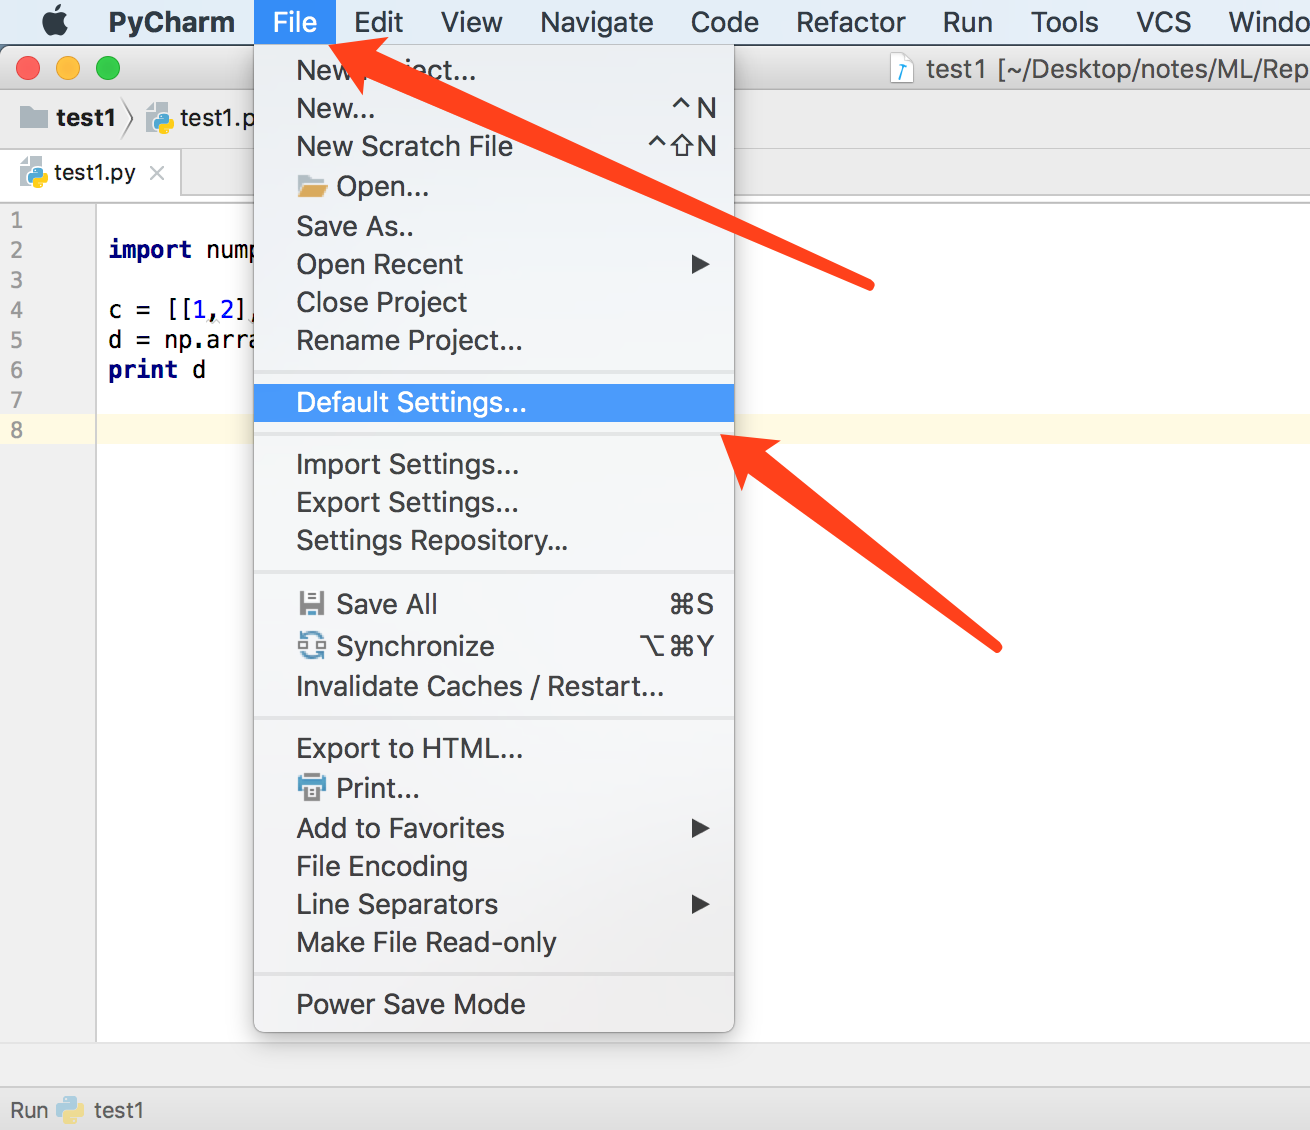 PyCharm File Edit View Navigate Code Refactor Run Tools VCS Windo
test1 [~/Desktop/notes/ML/Rep
test1 test1.p
test1.py
1
2 import nump
3
4 c = [[1,2],
5 d = np.arra
6 print d
7
8
New ject...
New... ^N
New Scratch File ^⇧N
Open...
Save As..
Open Recent ▶
Close Project
Rename Project...
Default Settings...
Import Settings...
Export Settings...
Settings Repository...
Save All ⌘S
Synchronize ⌥⌘Y
Invalidate Caches / Restart...
Export to HTML...
Print...
Add to Favorites ▶
File Encoding
Line Separators ▶
Make File Read-only
Power Save Mode
Run test1